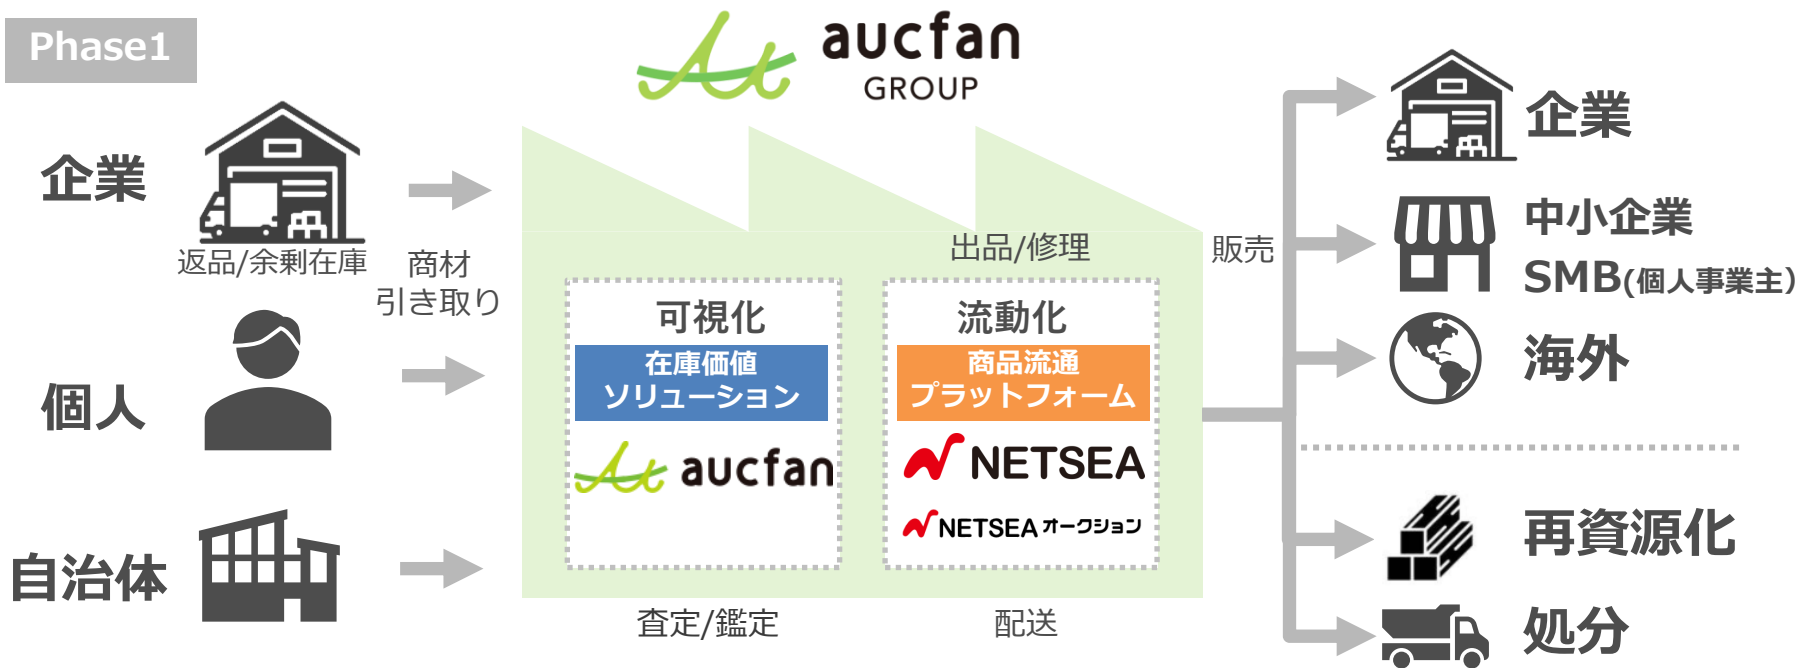 Phase1
aucfan
GROUP
企業
返品/余剰在庫
個人
自治体
商材
引き取り
出品/修理
可視化
在庫価値
ソリューション
aucfan
流動化
商品流通
プラットフォーム
NETSEA
NETSEA オークション
査定/鑑定
配送
販売
企業
中小企業
SMB(個人事業主)
海外
再資源化
処分